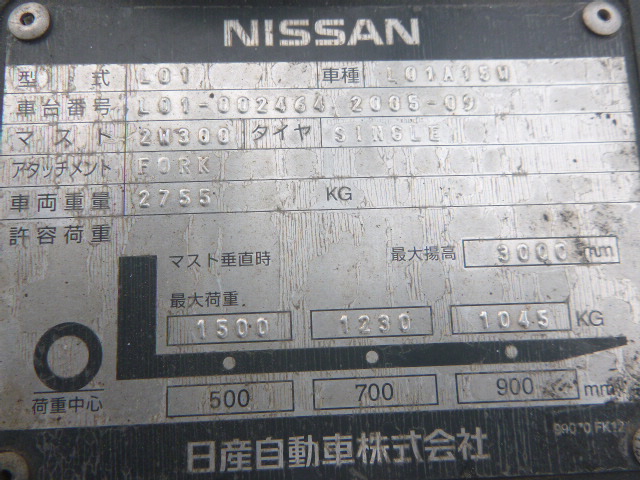 NISSAN
型式 L01 車種 L01A15W
車台番号 L01-002464 2005-09
マスト 2W300 タイヤ SINGLE
アタッチメント FORK
車両重量 2755 KG
許容荷重
マスト垂直時 最大揚高 3000 mm
最大荷重
1500 1230 1045 KG
荷重中心 500 700 900 mm
日産自動車株式会社